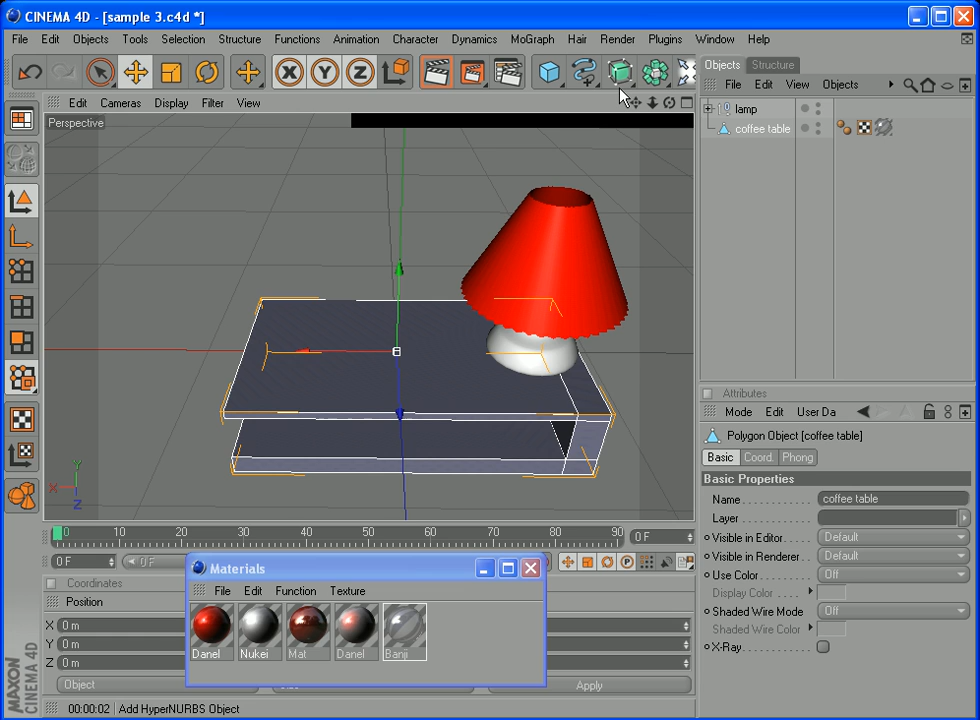 CINEMA 4D - [sample 3.c4d *]
File Edit Objects Tools Selection Structure Functions Animation Character Dynamics MoGraph Hair Render Plugins Window Help
Objects Structure
File Edit View Objects
Edit Cameras Display Filter View
Perspective
lamp
coffee table
X Y Z
Y
X
Z
Attributes
Mode Edit User Da
Polygon Object [coffee table]
Basic Coord. Phong
Basic Properties
Name coffee table
Layer
Visible in Editor Default
Visible in Renderer Default
Use Color Off
Display Color
Shaded Wire Mode Off
Shaded Wire Color
X-Ray
0 10 20 30 40 50 60 70 80 90 0 F
0 F 0 F
Materials
File Edit Function Texture
Danel Nukei Mat Danel Banji
Coordinates
Position
X 0 m
Y 0 m
Z 0 m
Object Apply
MAXON
CINEMA 4D
00:00:02 Add HyperNURBS Object